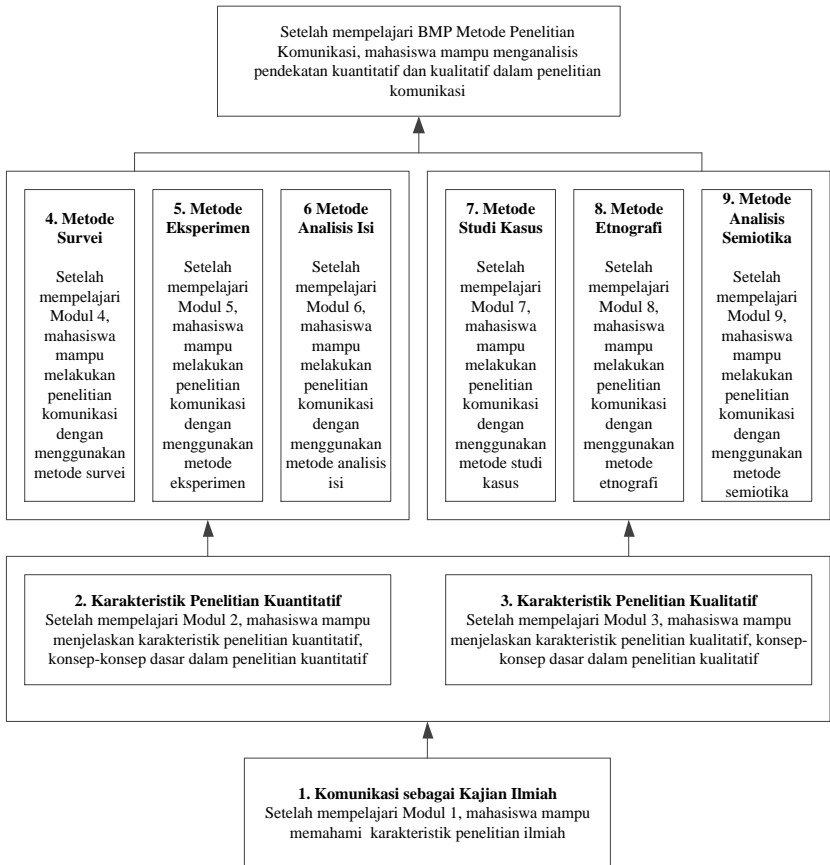 Setelah mempelajari BMP Metode Penelitian
Komunikasi, mahasiswa mampu menganalisis
pendekatan kuantitatif dan kualitatif dalam penelitian
komunikasi
4. Metode
Survei
Setelah
mempelajari
Modul 4,
mahasiswa
mampu
melakukan
penelitian
komunikasi
dengan
menggunakan
metode survei
5. Metode
Eksperimen
Setelah
mempelajari
Modul 5,
mahasiswa
mampu
melakukan
penelitian
komunikasi
dengan
menggunakan
metode
eksperimen
6 Metode
Analisis Isi
Setelah
mempelajari
Modul 6,
mahasiswa
mampu
melakukan
penelitian
komunikasi
dengan
menggunakan
metode analisis
isi
7. Metode
Studi Kasus
Setelah
mempelajari
Modul 7,
mahasiswa
mampu
melakukan
penelitian
komunikasi
dengan
menggunakan
metode studi
kasus
8. Metode
Etnografi
Setelah
mempelajari
Modul 8,
mahasiswa
mampu
melakukan
penelitian
komunikasi
dengan
menggunakan
metode
etnografi
9. Metode
Analisis
Semiotika
Setelah
mempelajari
Modul 9,
mahasiswa
mampu
melakukan
penelitian
komunikasi
dengan
menggunakan
metode
semiotika
2. Karakteristik Penelitian Kuantitatif
Setelah mempelajari Modul 2, mahasiswa mampu
menjelaskan karakteristik penelitian kuantitatif,
konsep-konsep dasar dalam penelitian kuantitatif
3. Karakteristik Penelitian Kualitatif
Setelah mempelajari Modul 3, mahasiswa mampu
menjelaskan karakteristik penelitian kualitatif, konsep-
konsep dasar dalam penelitian kualitatif
1. Komunikasi sebagai Kajian Ilmiah
Setelah mempelajari Modul 1, mahasiswa mampu
memahami karakteristik penelitian ilmiah